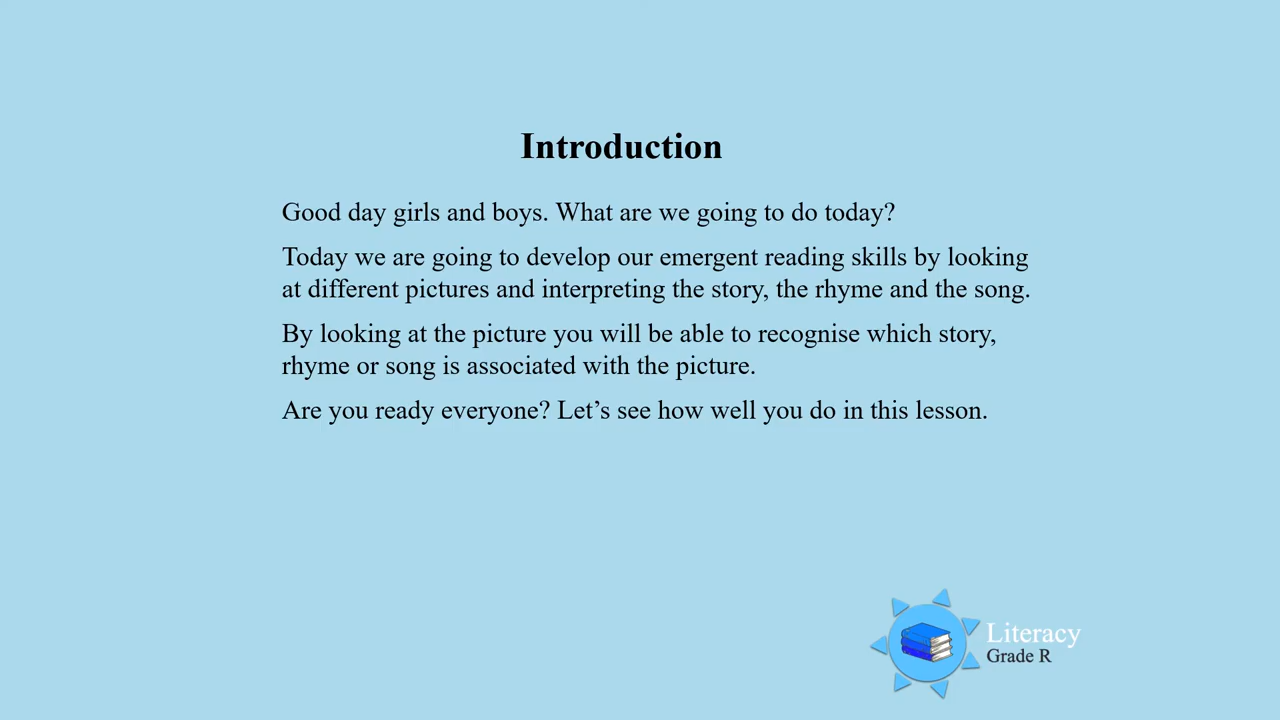 Introduction
Good day girls and boys. What are we going to do today?
Today we are going to develop our emergent reading skills by looking
at different pictures and interpreting the story, the rhyme and the song.
By looking at the picture you will be able to recognise which story,
rhyme or song is associated with the picture.
Are you ready everyone? Let’s see how well you do in this lesson.
Literacy
Grade R